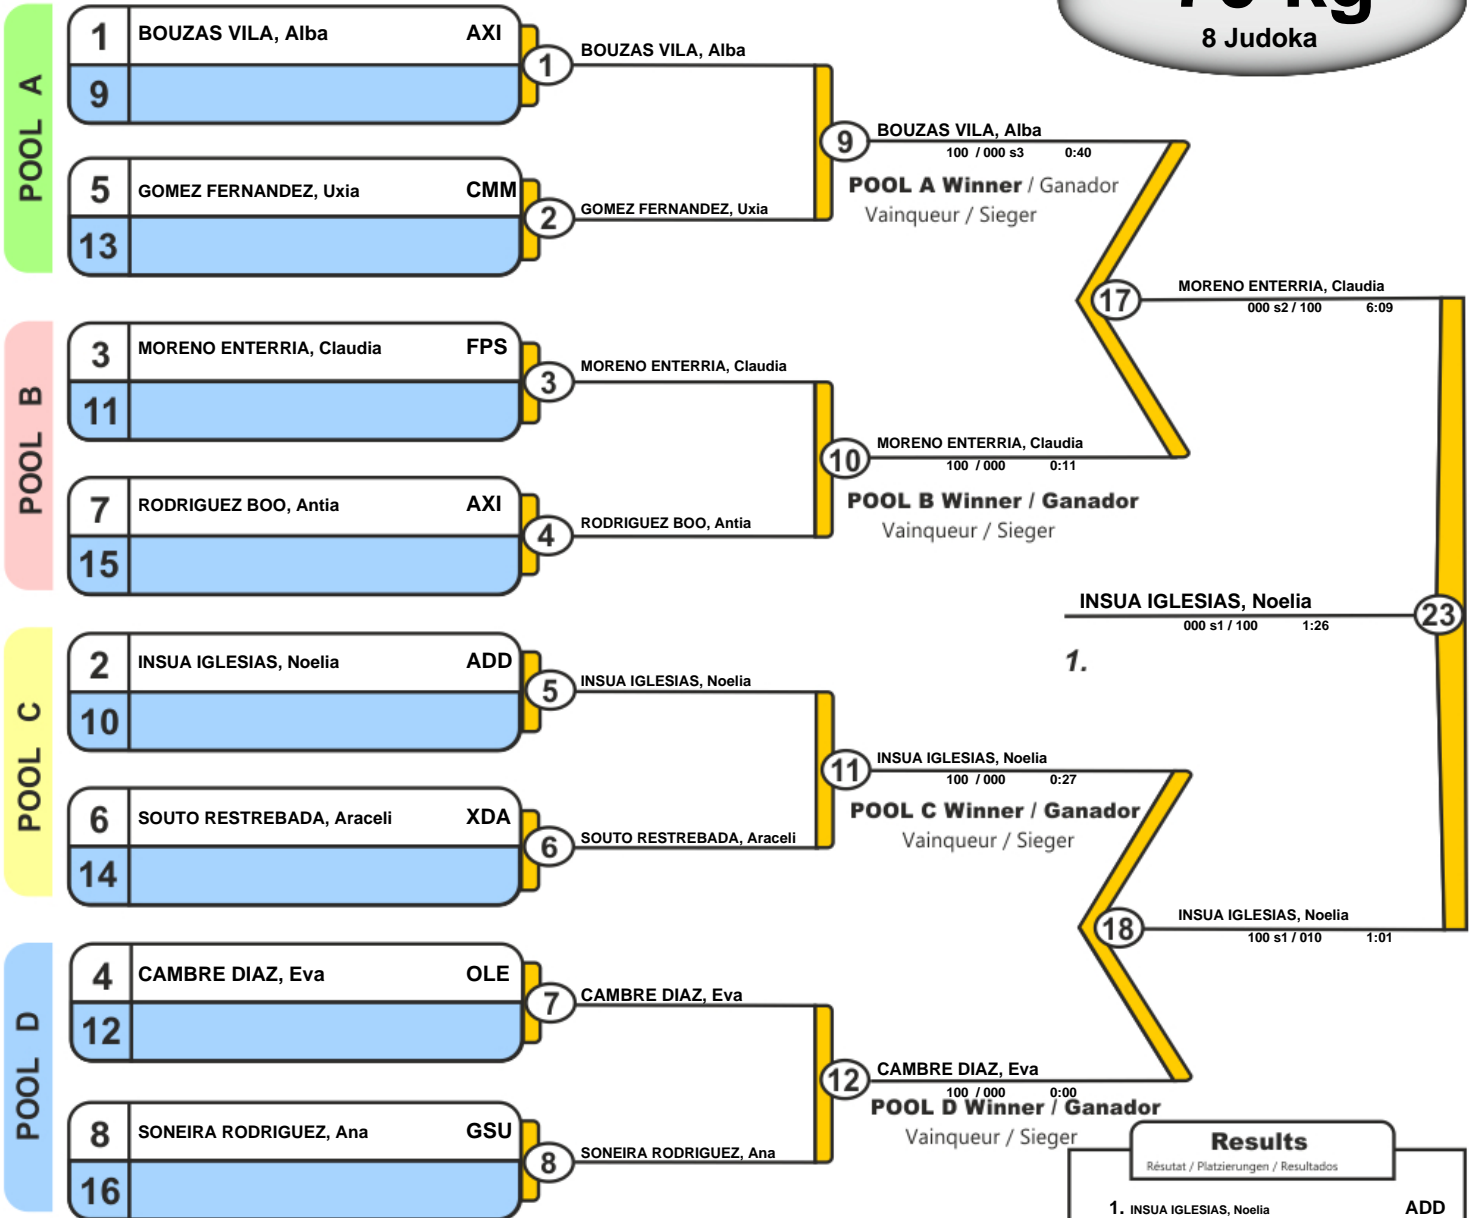 8 Judoka
POOL A
1 BOUZAS VILA, Alba AXI
9
1 BOUZAS VILA, Alba
5 GOMEZ FERNANDEZ, Uxia CMM
13
2 GOMEZ FERNANDEZ, Uxia
9 BOUZAS VILA, Alba
100 / 000 s3 0:40
POOL A Winner / Ganador
Vainqueur / Sieger
POOL B
3 MORENO ENTERRIA, Claudia FPS
11
3 MORENO ENTERRIA, Claudia
7 RODRIGUEZ BOO, Antia AXI
15
4 RODRIGUEZ BOO, Antia
10 MORENO ENTERRIA, Claudia
100 / 000 0:11
POOL B Winner / Ganador
Vainqueur / Sieger
17 MORENO ENTERRIA, Claudia
000 s2 / 100 6:09
INSUA IGLESIAS, Noelia 23
000 s1 / 100 1:26
1.
POOL C
2 INSUA IGLESIAS, Noelia ADD
10
5 INSUA IGLESIAS, Noelia
6 SOUTO RESTREBADA, Araceli XDA
14
6 SOUTO RESTREBADA, Araceli
11 INSUA IGLESIAS, Noelia
100 / 000 0:27
POOL C Winner / Ganador
Vainqueur / Sieger
18 INSUA IGLESIAS, Noelia
100 s1 / 010 1:01
POOL D
4 CAMBRE DIAZ, Eva OLE
12
7 CAMBRE DIAZ, Eva
8 SONEIRA RODRIGUEZ, Ana GSU
16
8 SONEIRA RODRIGUEZ, Ana
12 CAMBRE DIAZ, Eva
100 / 000 0:00
POOL D Winner / Ganador
Vainqueur / Sieger
Results
Résutat / Platzierungen / Resultados
1. INSUA IGLESIAS, Noelia ADD